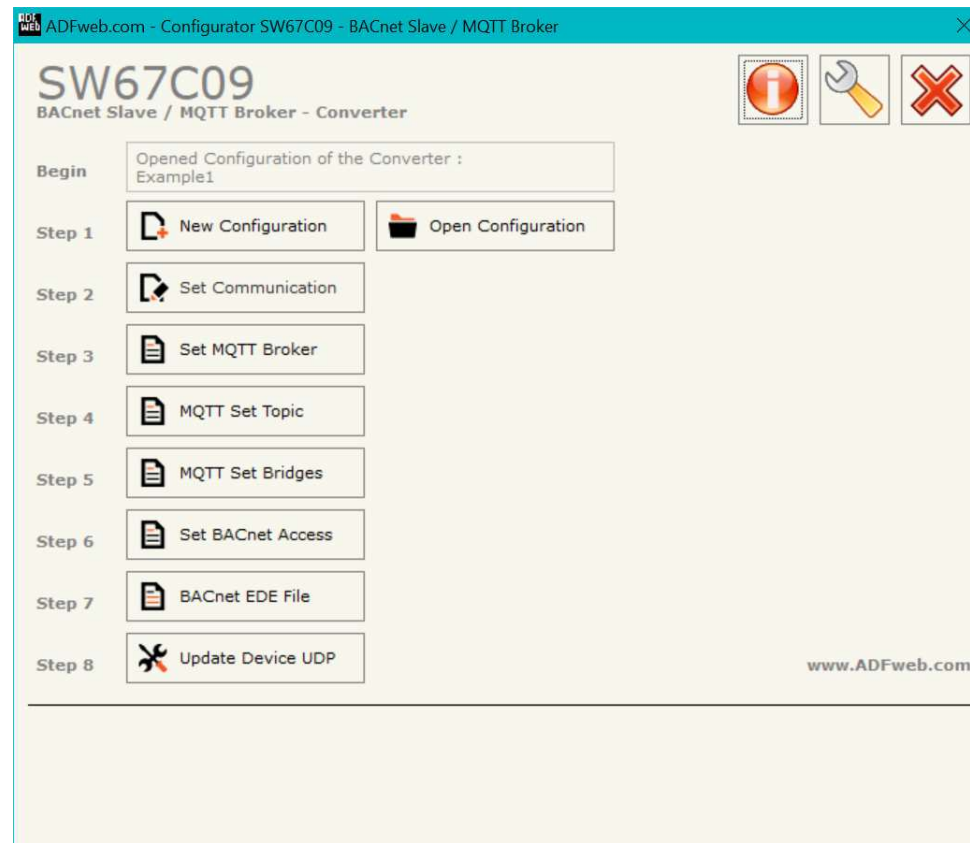 ADF
WEB
ADFweb.com - Configurator SW67C09 - BACnet Slave / MQTT Broker
SW67C09
BACnet Slave / MQTT Broker - Converter
Begin
Opened Configuration of the Converter :
Example1
Step 1
New Configuration
Open Configuration
Step 2
Set Communication
Step 3
Set MQTT Broker
Step 4
MQTT Set Topic
Step 5
MQTT Set Bridges
Step 6
Set BACnet Access
Step 7
BACnet EDE File
Step 8
Update Device UDP
www.ADFweb.com